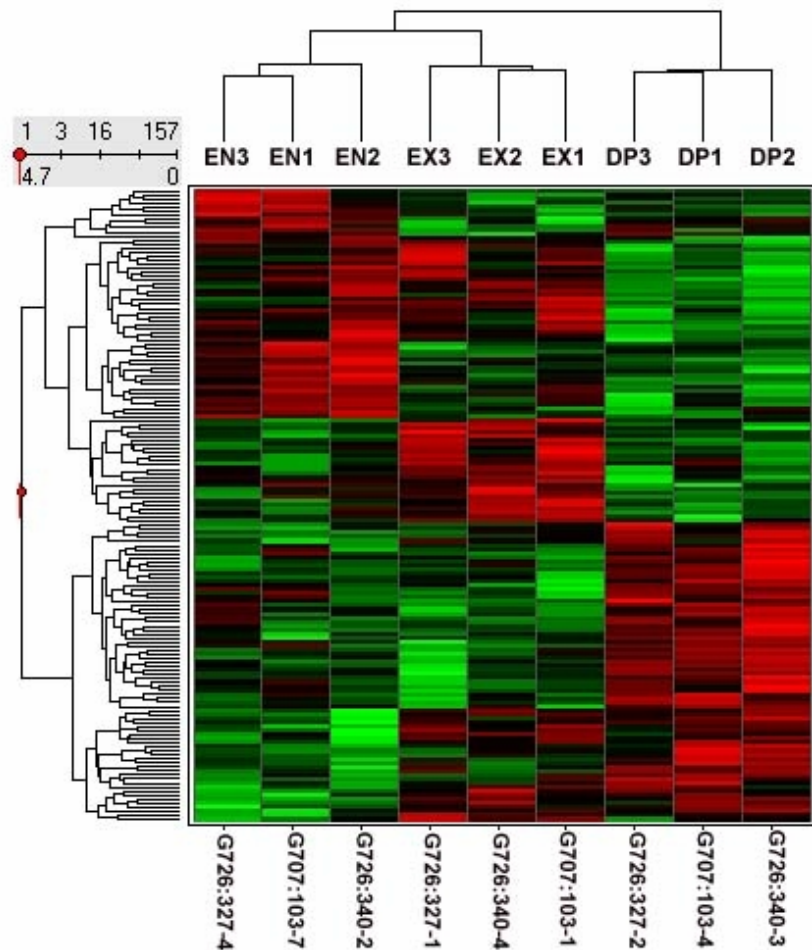 1 3 16 157
4.7 0
EN3 EN1 EN2 EX3 EX2 EX1 DP3 DP1 DP2
G726:327-4
G707:103-7
G726:340-2
G726:327-1
G726:340-4
G707:103-1
G726:327-2
G707:103-4
G726:340-3